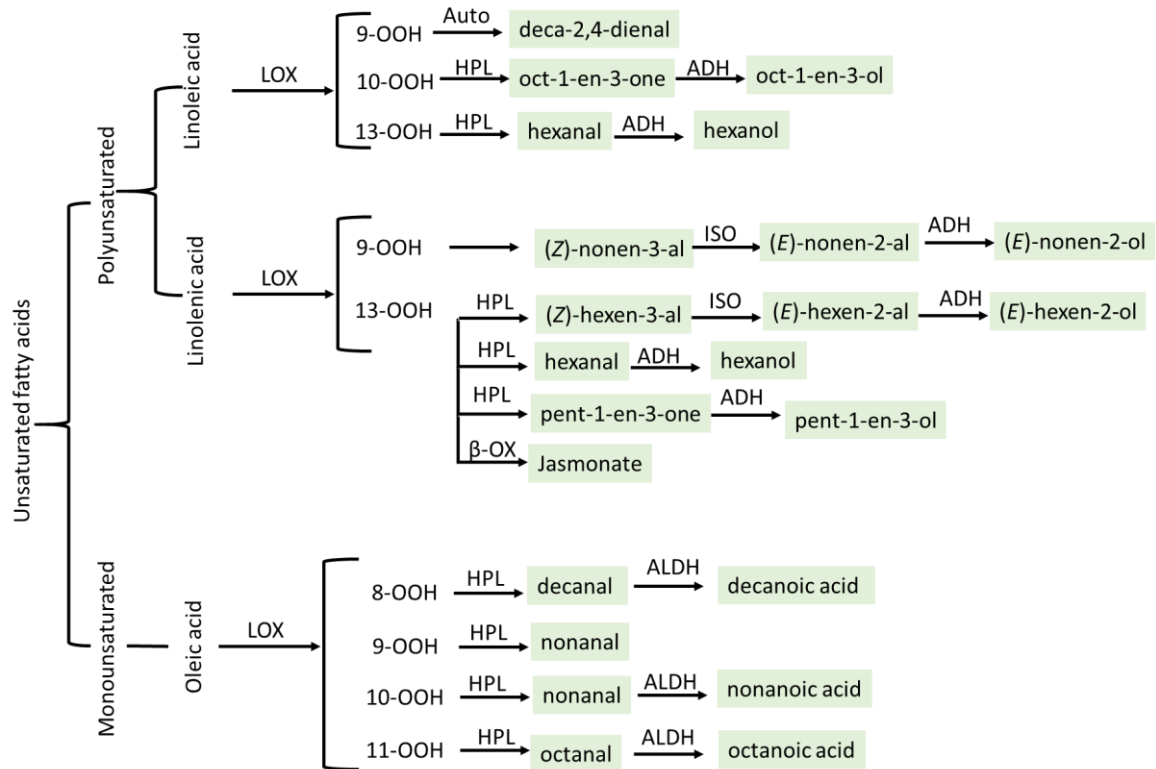 Unsaturated fatty acids
Polyunsaturated
Linoleic acid
LOX
9-OOH Auto deca-2,4-dienal
10-OOH HPL oct-1-en-3-one ADH oct-1-en-3-ol
13-OOH HPL hexanal ADH hexanol
Linolenic acid
LOX
9-OOH (Z)-nonen-3-al ISO (E)-nonen-2-al ADH (E)-nonen-2-ol
13-OOH
HPL (Z)-hexen-3-al ISO (E)-hexen-2-al ADH (E)-hexen-2-ol
HPL hexanal ADH hexanol
HPL pent-1-en-3-one ADH pent-1-en-3-ol
β-OX Jasmonate
Monounsaturated
Oleic acid
LOX
8-OOH HPL decanal ALDH decanoic acid
9-OOH HPL nonanal
10-OOH HPL nonanal ALDH nonanoic acid
11-OOH HPL octanal ALDH octanoic acid